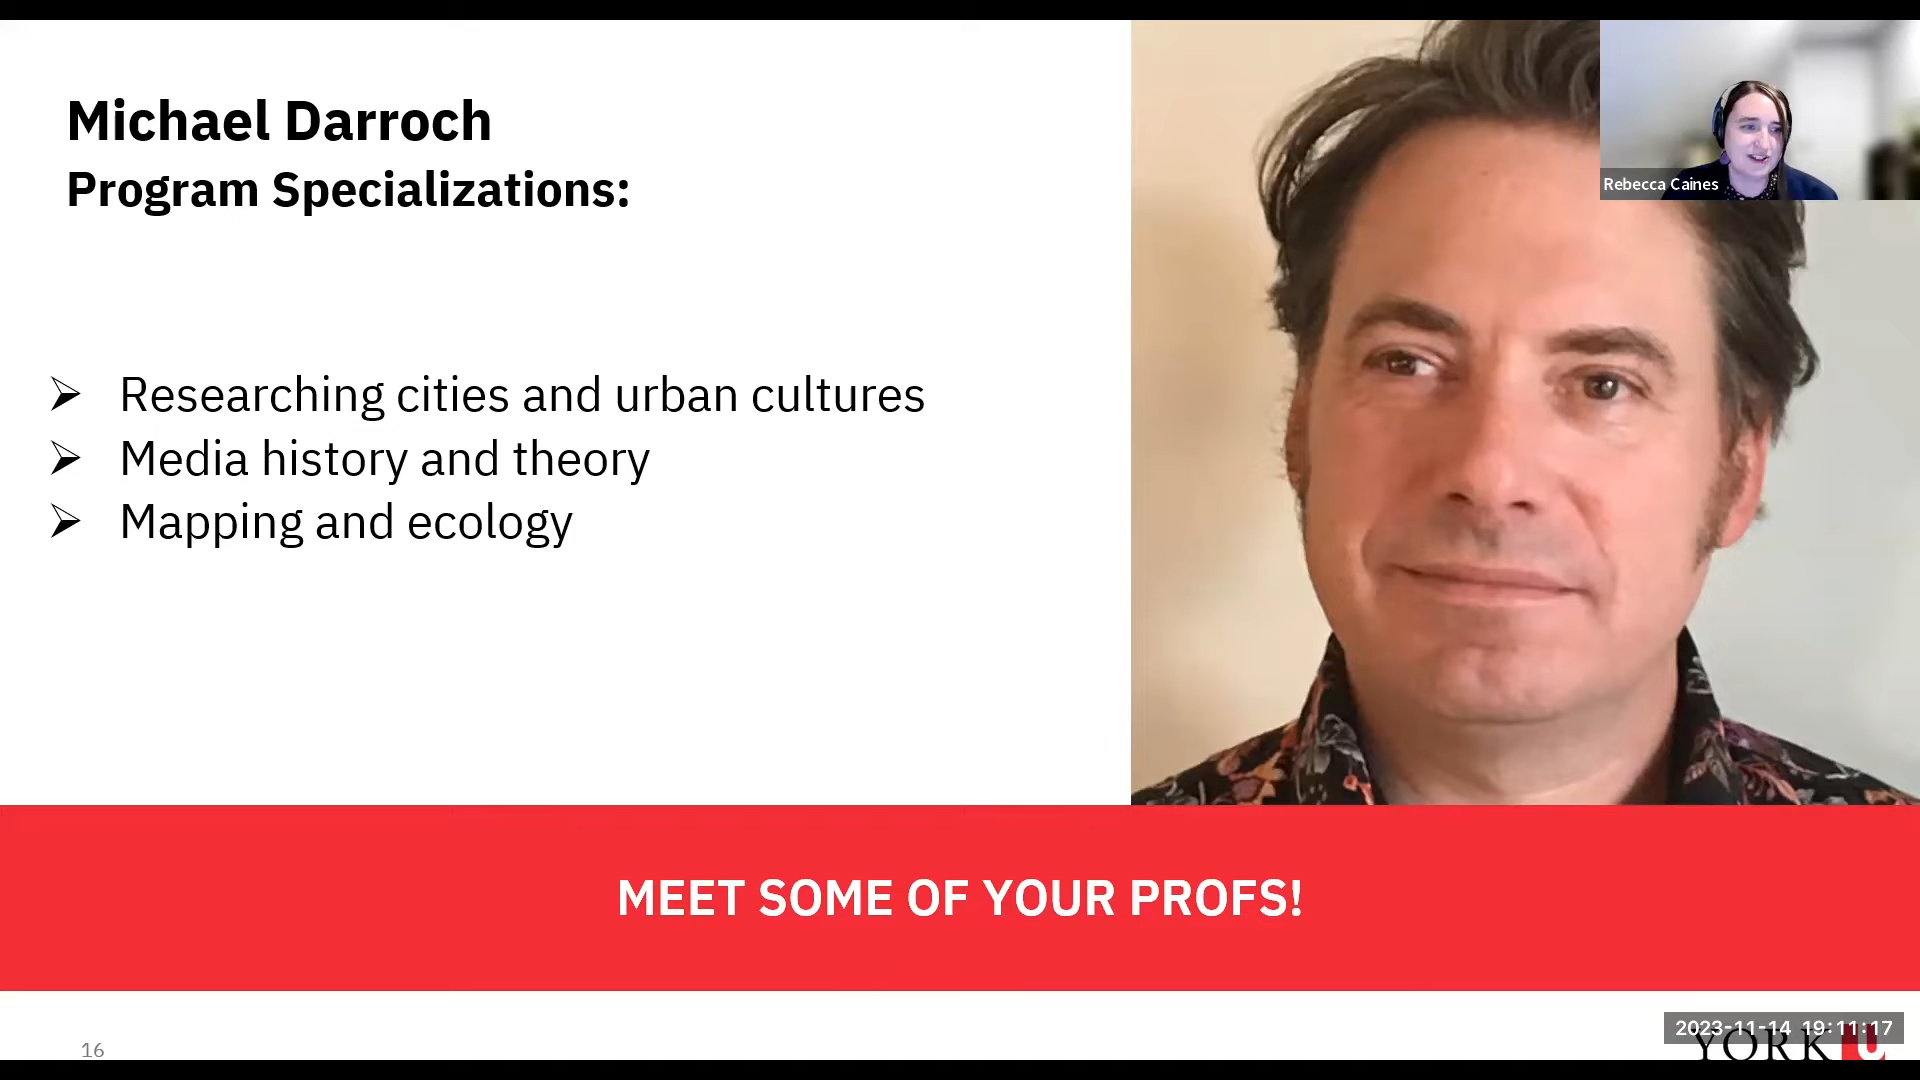 Michael Darroch
Program Specializations:
Rebecca Caines
➢ Researching cities and urban cultures
➢ Media history and theory
➢ Mapping and ecology
MEET SOME OF YOUR PROFS!
16
2023-11-14 19:11:17
YORK U